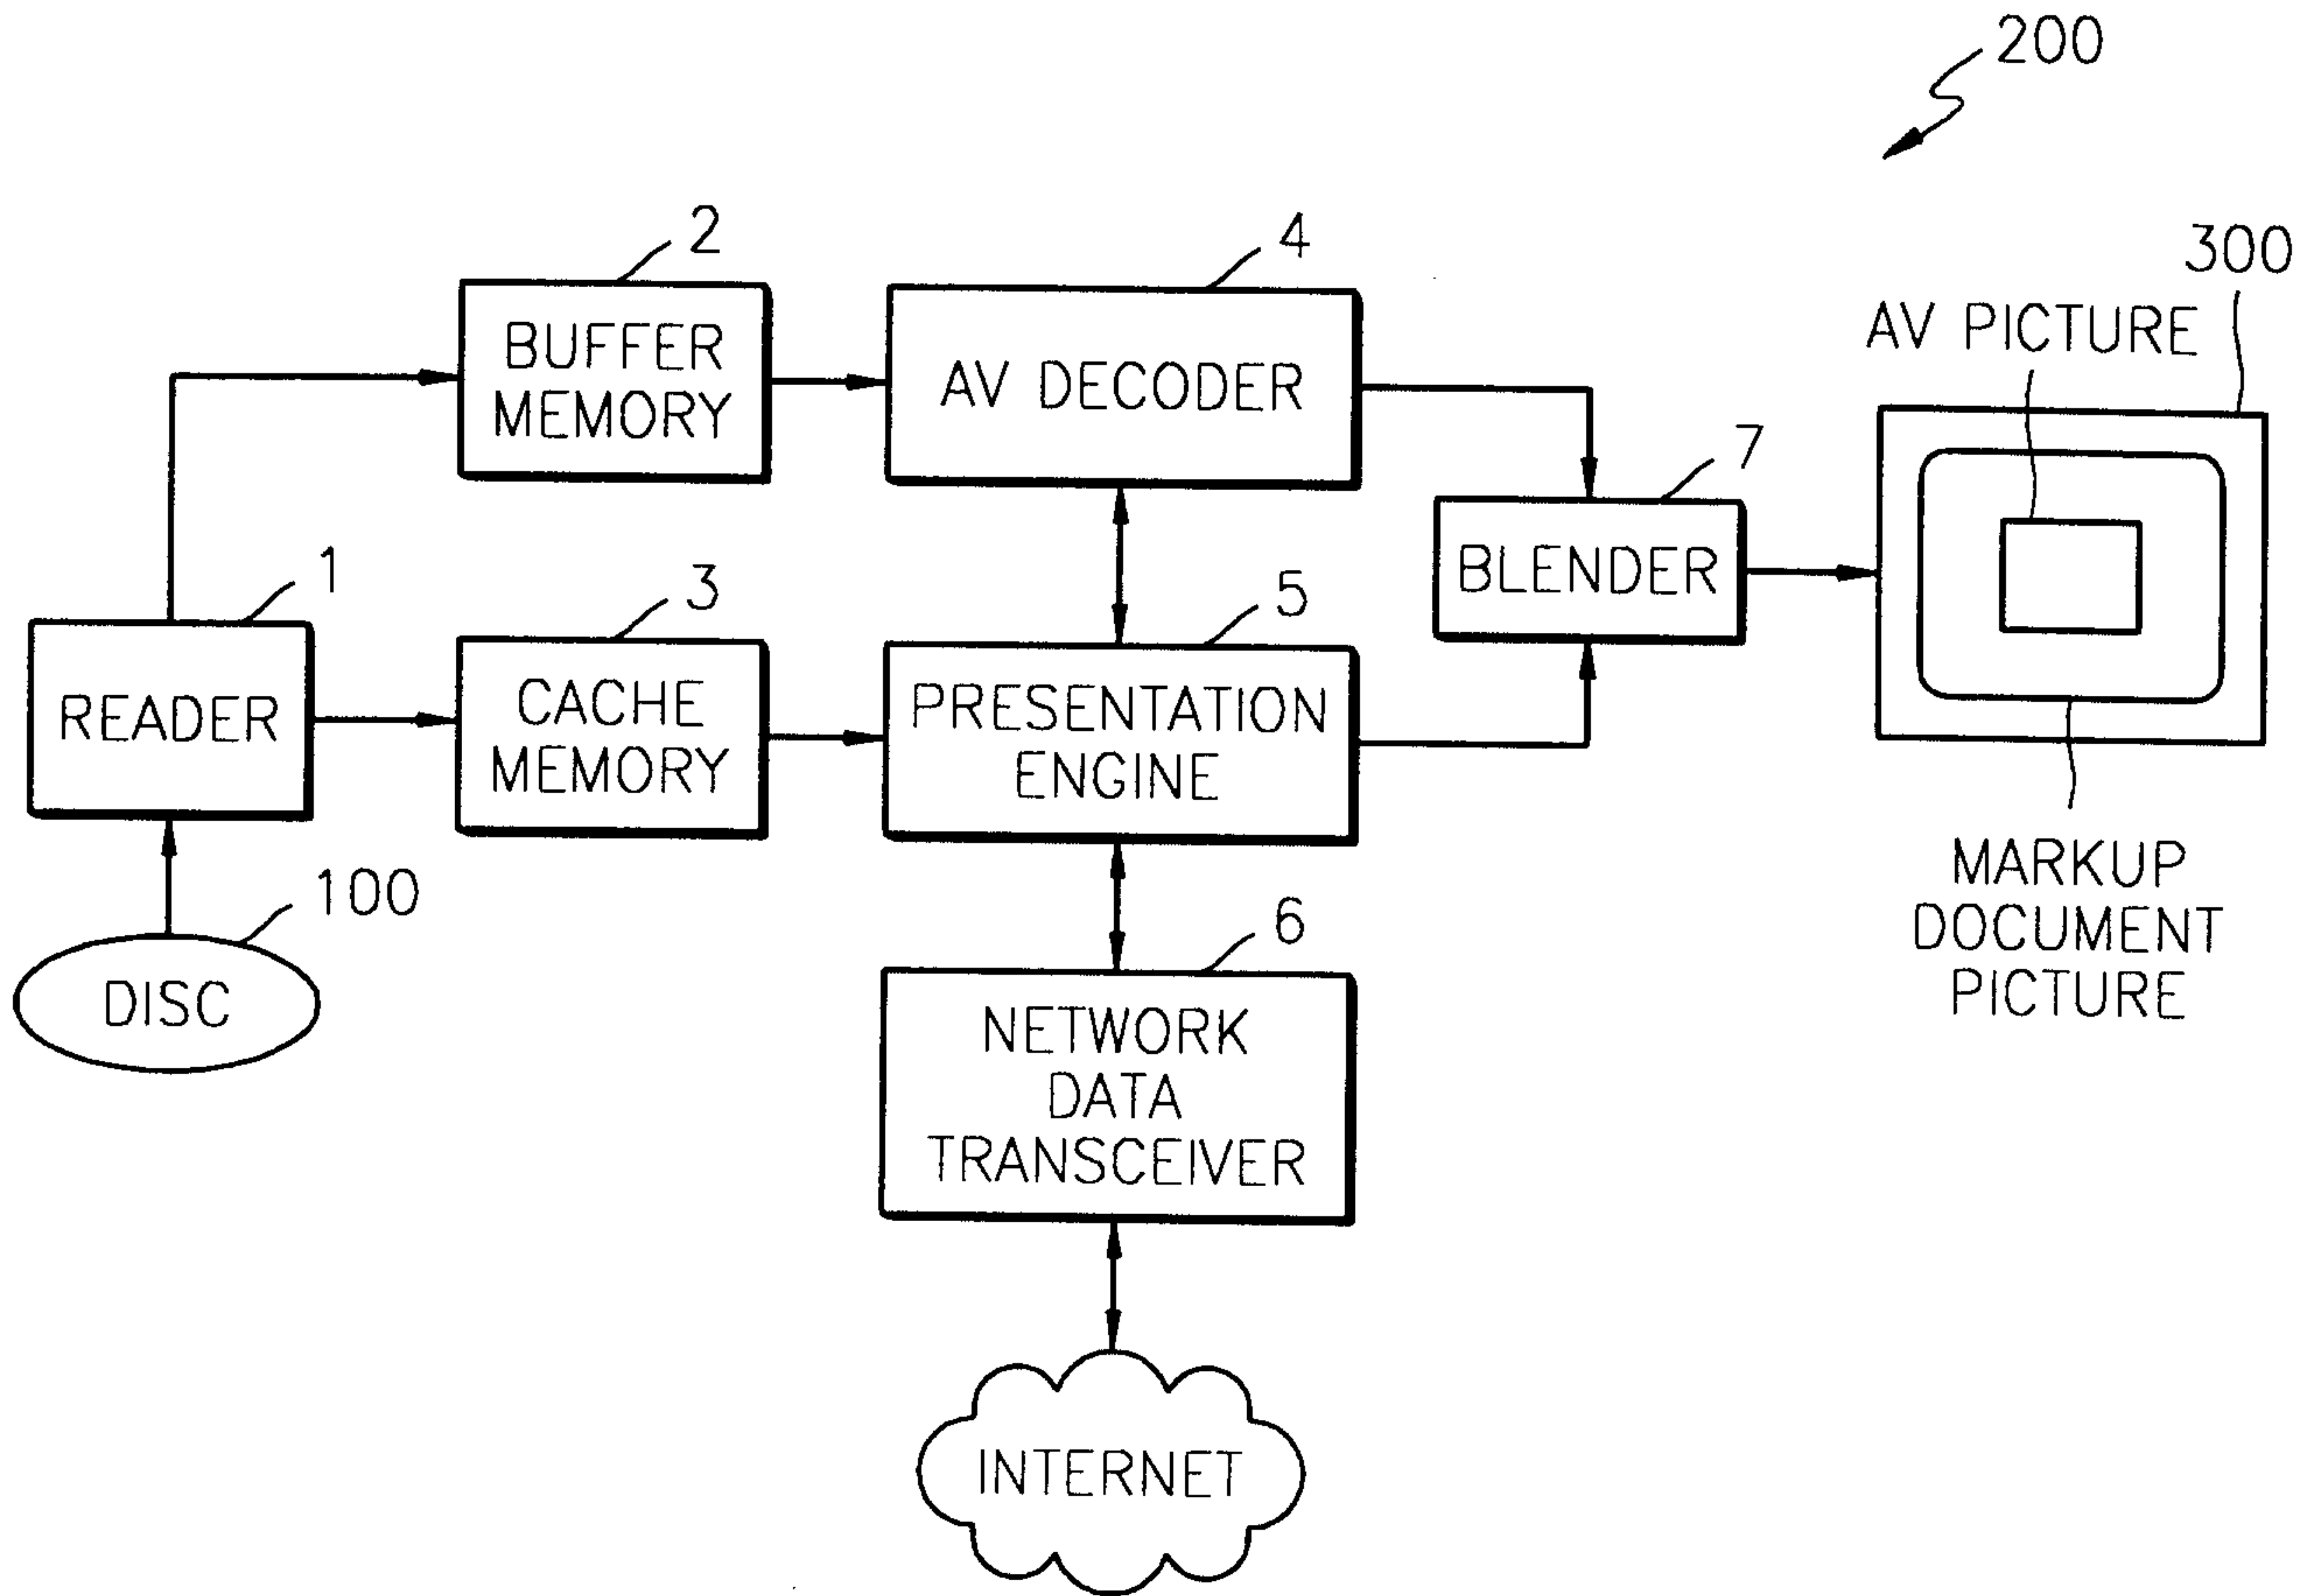 200
2
4
300
AV PICTURE
BUFFER
MEMORY
AV DECODER
7
BLENDER
1
3
5
READER
CACHE
MEMORY
PRESENTATION
ENGINE
MARKUP
DOCUMENT
PICTURE
100
DISC
6
NETWORK
DATA
TRANSCEIVER
INTERNET